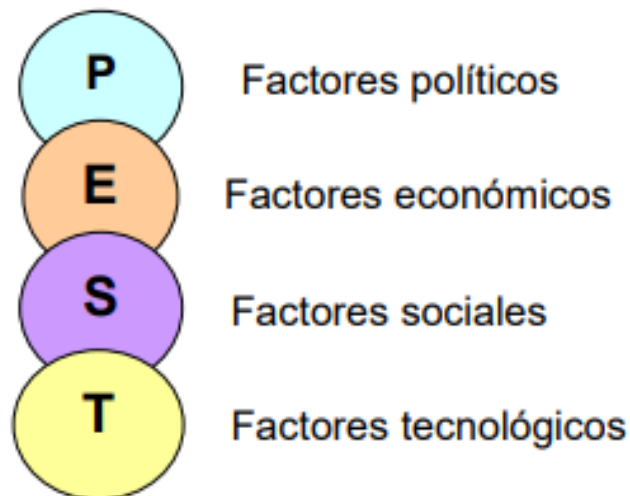 P Factores políticos
E Factores económicos
S Factores sociales
T Factores tecnológicos